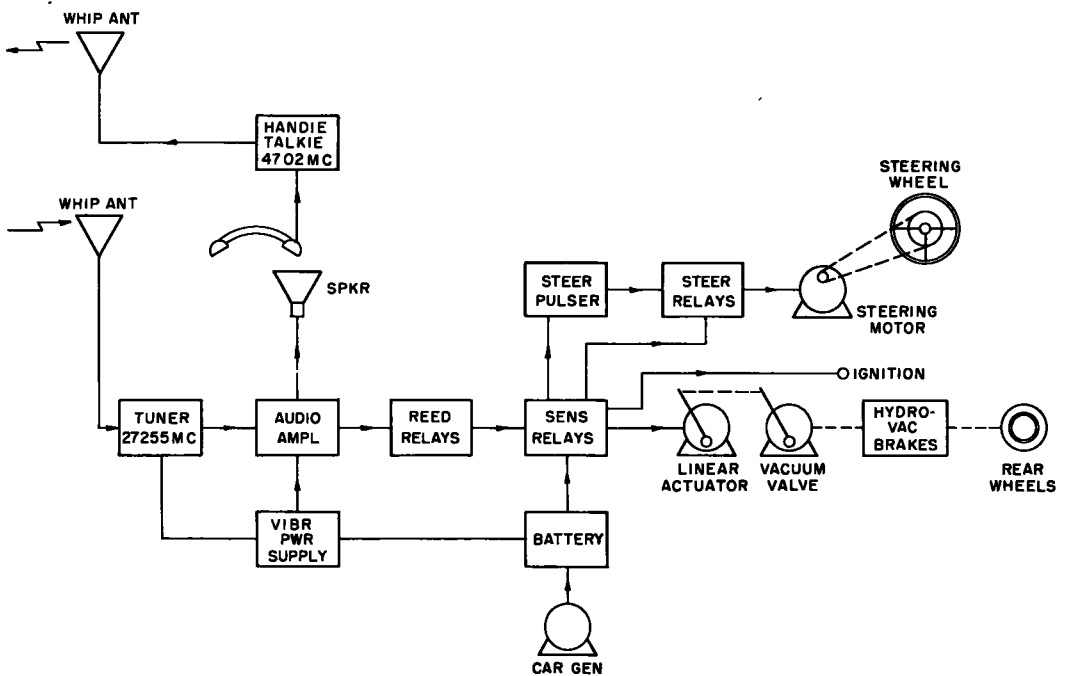 WHIP ANT
HANDIE
TALKIE
4702MC
WHIP ANT
SPKR
STEERING
WHEEL
STEER
PULSER
STEER
RELAYS
STEERING
MOTOR
IGNITION
TUNER
27255MC
AUDIO
AMPL
REED
RELAYS
SENS
RELAYS
LINEAR
ACTUATOR
VACUUM
VALVE
HYDRO-
VAC
BRAKES
REAR
WHEELS
VIBR
PWR
SUPPLY
BATTERY
CAR GEN